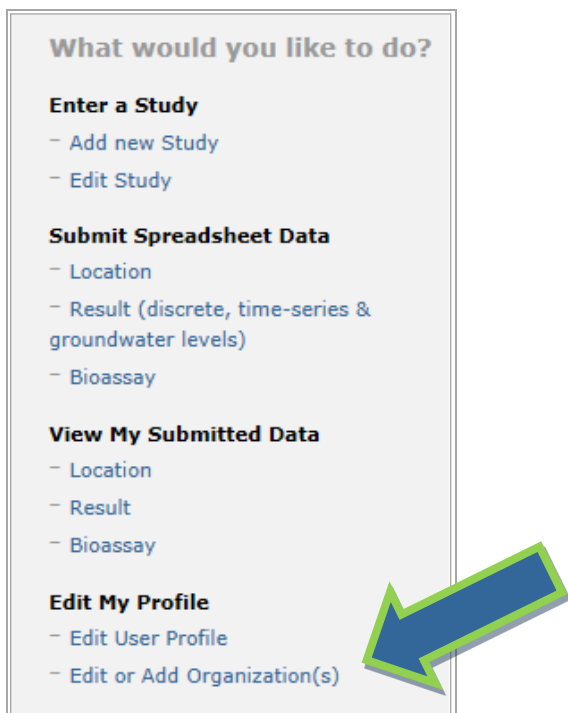 What would you like to do?
Enter a Study
– Add new Study
– Edit Study
Submit Spreadsheet Data
– Location
– Result (discrete, time-series &
groundwater levels)
– Bioassay
View My Submitted Data
– Location
– Result
– Bioassay
Edit My Profile
– Edit User Profile
– Edit or Add Organization(s)